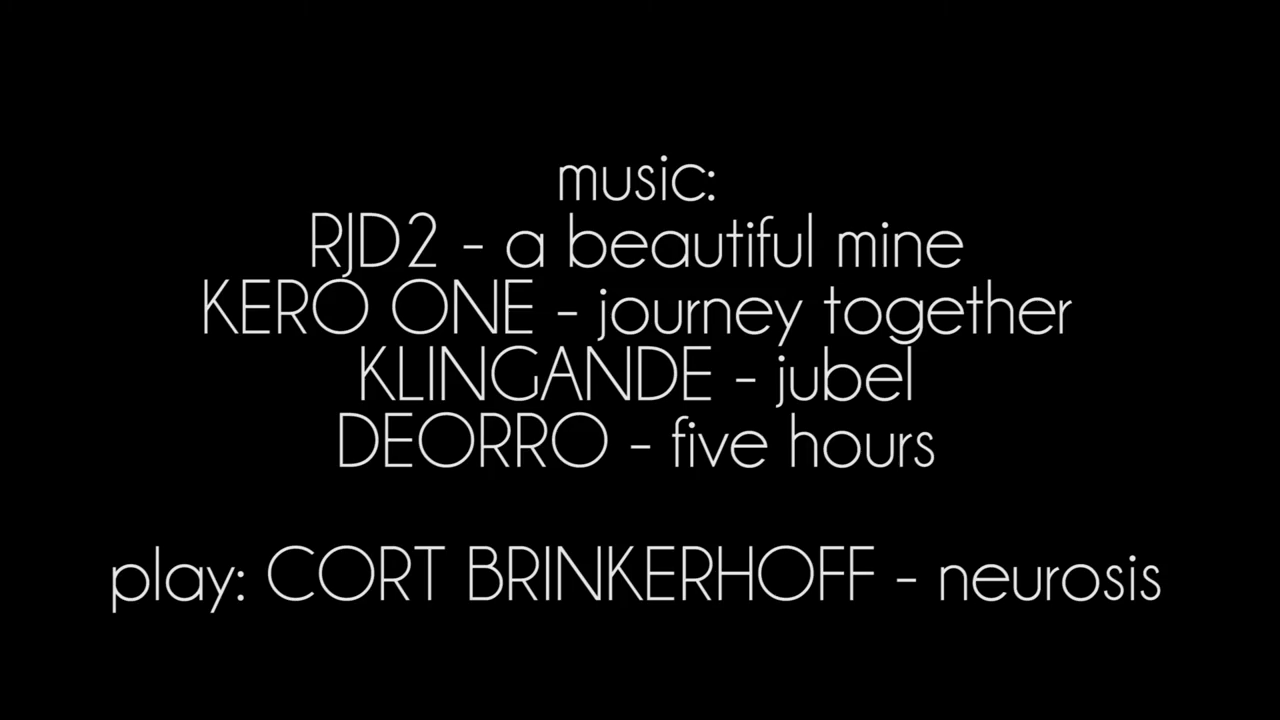 music:
RJD2 - a beautiful mine
KERO ONE - journey together
KLINGANDE - jubel
DEORRO - five hours
play: CORT BRINKERHOFF - neurosis